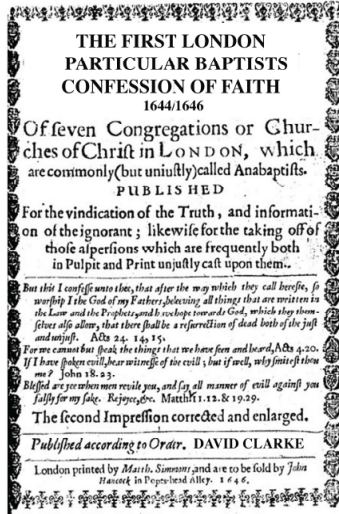 THE FIRST LONDON
PARTICULAR BAPTISTS
CONFESSION OF FAITH
1644/1646
Of seven Congregations or Chur-
ches of Christ in LONDON, which
are commonly (but uniustly) called Anabaptists.
PUBLISHED
For the vindication of the Truth, and informati-
on of the ignorant; likewise for the taking off of
those aspersions which are frequently both
in Pulpit and Print unjustly cast upon them.
But this I confesse unto thee, that after the way which they call heresie, so
worship I the God of my Fathers, beleeving all things that are written in
the Law and the Prophets, and have hope towards God, which they them-
selves also allow, that there shall be a resurrection of dead both of the just
and unjust. Acts 24. 14, 15.
For we cannot but speak the things that we have seen and heard, Acts 4.20.
If I have spoken evill, bear witnesse of the evill; but if well, why smitest thou
me? John 18. 23.
Blessed are yee when men revile you, and say all manner of evill against you
falsly for my sake. Rejoyce, &c. Matth. 5. 11.12. & 19.29.
The second Impression corrected and enlarged.
Published according to Order. DAVID CLARKE
London printed by Matth. Simmons, and are to be sold by John
Hancock in Popes-head Alley. 1646.